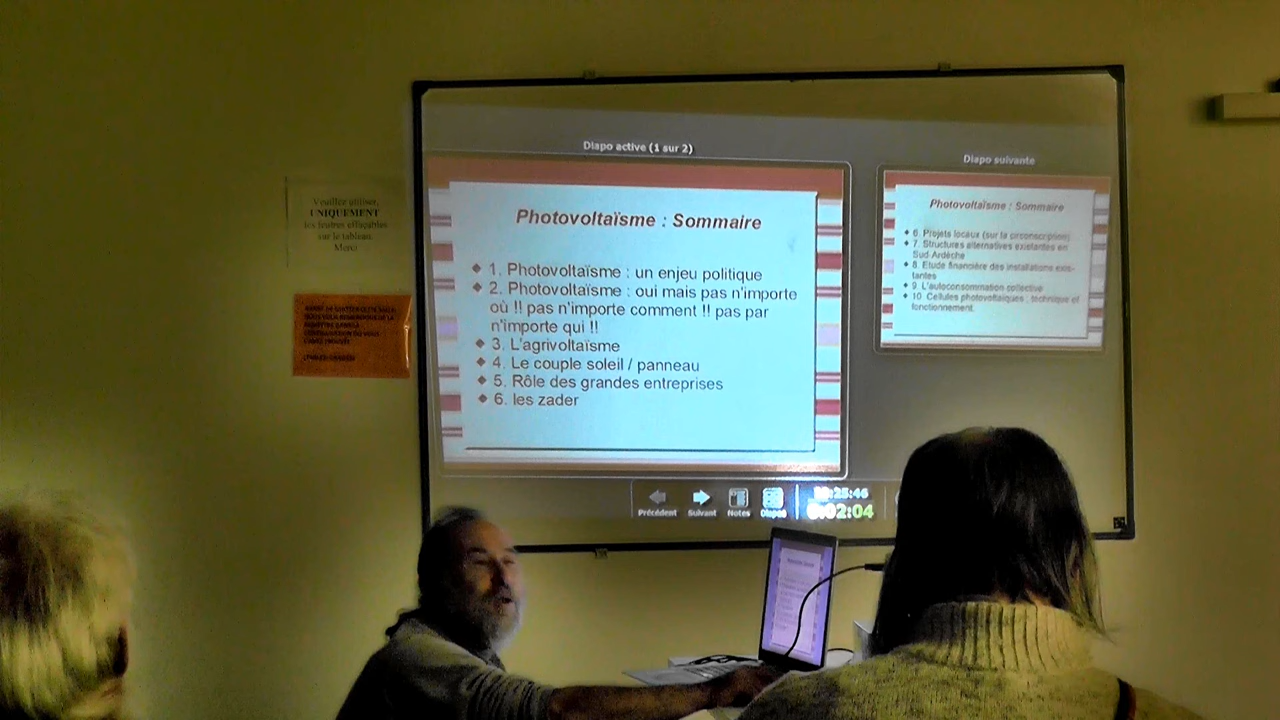 Veuillez utiliser,
UNIQUEMENT
les feutres effaçables
sur le tableau.
Merci
Diapo active (1 sur 2)
Photovoltaïsme : Sommaire
1. Photovoltaïsme : un enjeu politique
2. Photovoltaïsme : oui mais pas n'importe
où !! pas n'importe comment !! pas par
n'importe qui !!
3. L'agrivoltaïsme
4. Le couple soleil / panneau
5. Rôle des grandes entreprises
6. les zader
Diapo suivante
Photovoltaïsme : Sommaire
6. Projets locaux (sur la circonscription)
7. Structures alternatives existantes en
Sud-Ardèche
8. Etude financière des installations exis-
tantes
9. L'autoconsommation collective
10. Cellules photovoltaïques : technique et
fonctionnement.
Précédent
Suivant
Notes
Diapos
:25:46
:02:04